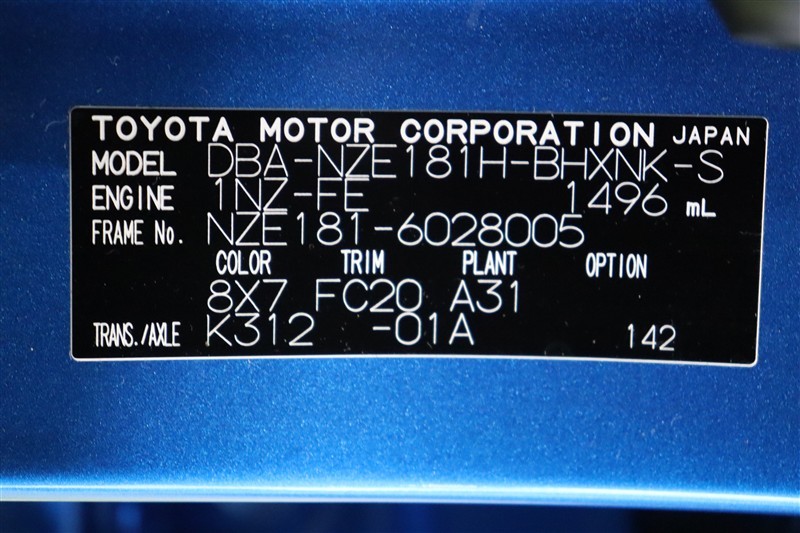 TOYOTA MOTOR CORPORATION JAPAN
MODEL DBA-NZE181H-BHXNK-S
ENGINE 1NZ-FE 1496 mL
FRAME No. NZE181-6028005
COLOR TRIM PLANT OPTION
8X7 FC20 A31
TRANS./AXLE K312 -01A 142